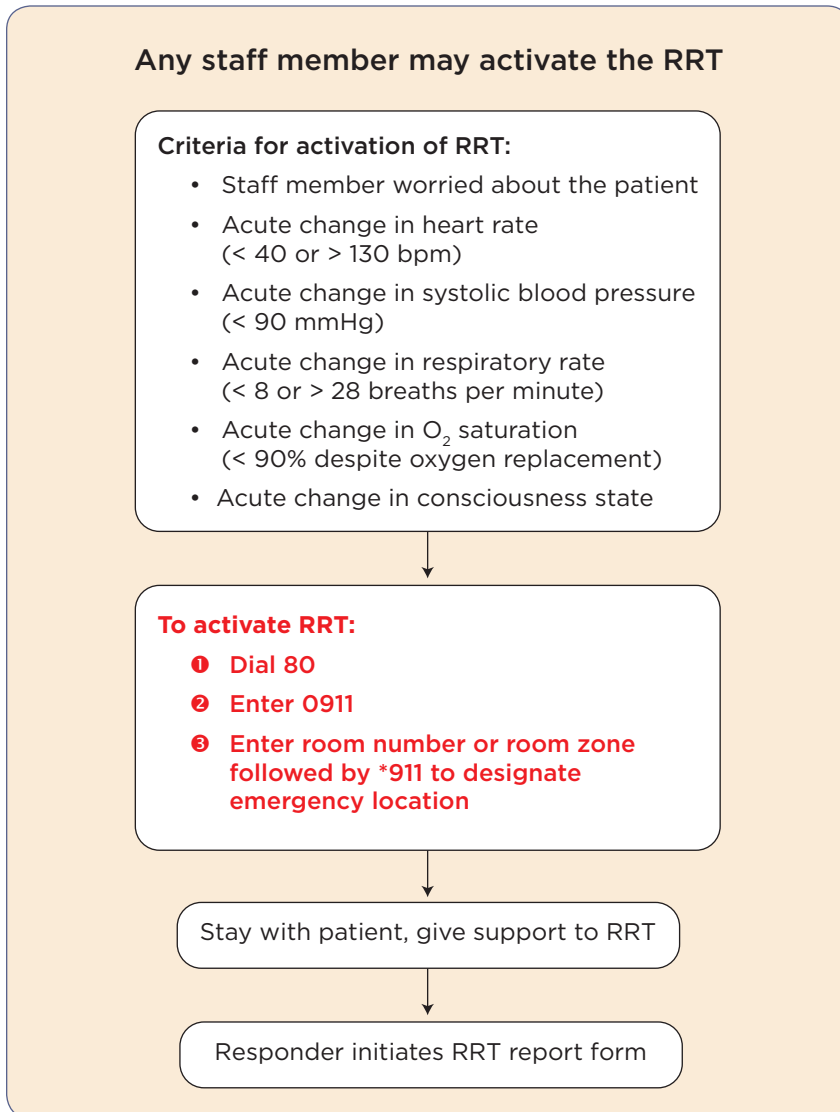 Any staff member may activate the RRT
Criteria for activation of RRT:
• Staff member worried about the patient
• Acute change in heart rate
(< 40 or > 130 bpm)
• Acute change in systolic blood pressure
(< 90 mmHg)
• Acute change in respiratory rate
(< 8 or > 28 breaths per minute)
• Acute change in O₂ saturation
(< 90% despite oxygen replacement)
• Acute change in consciousness state
To activate RRT:
❶ Dial 80
❷ Enter 0911
❸ Enter room number or room zone
followed by *911 to designate
emergency location
Stay with patient, give support to RRT
Responder initiates RRT report form